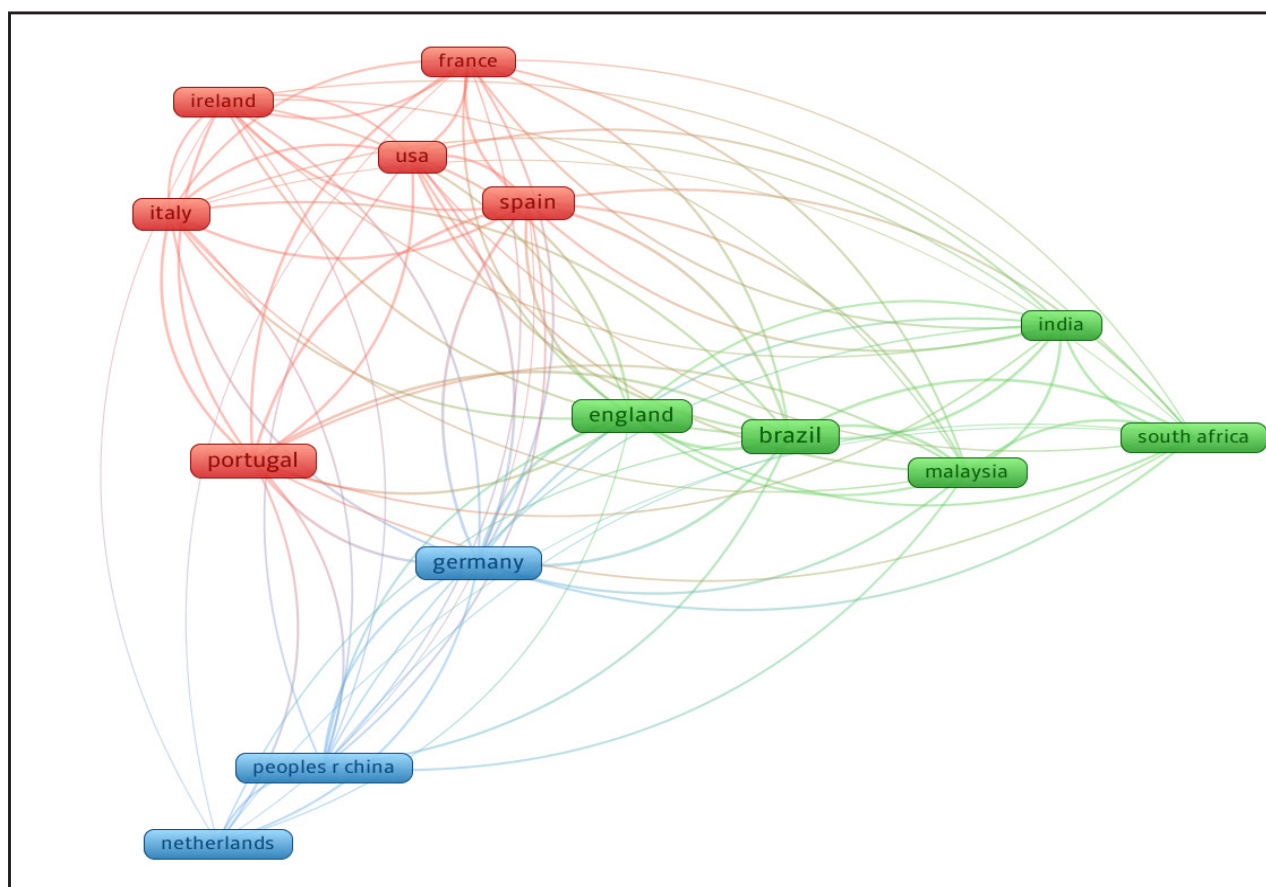 france
ireland
usa
spain
italy
india
england
brazil
south africa
portugal
malaysia
germany
peoples r china
netherlands